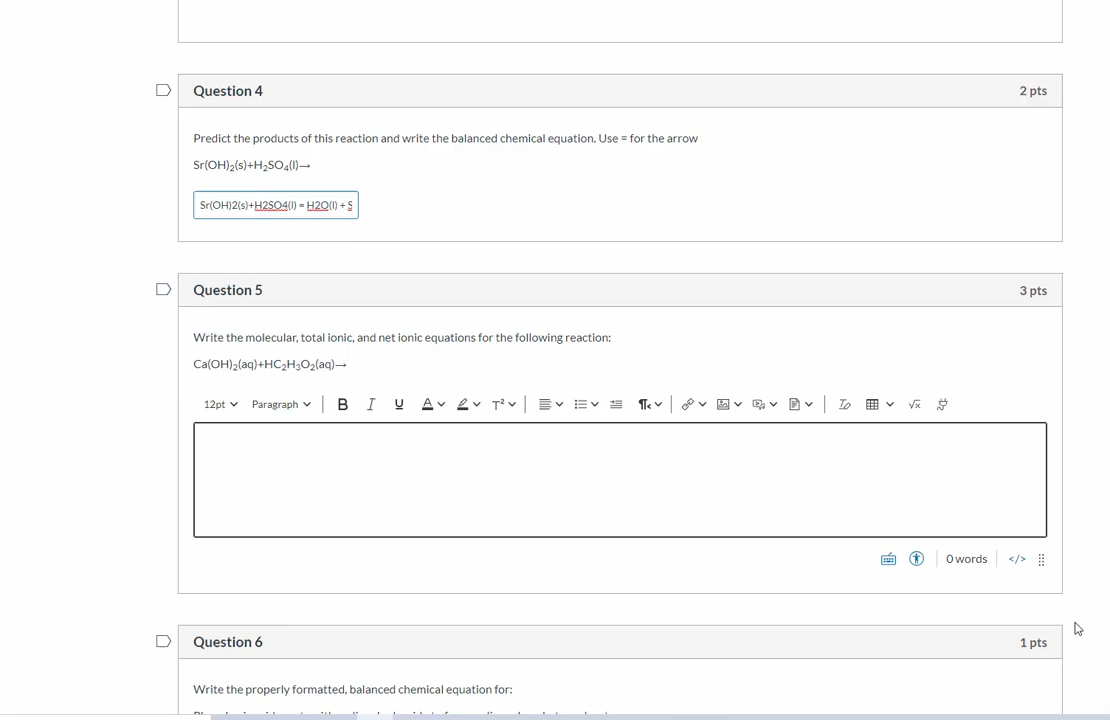 Question 4 2 pts
Predict the products of this reaction and write the balanced chemical equation. Use = for the arrow
Sr(OH)₂(s)+H₂SO₄(l)→
Sr(OH)2(s)+H2SO4(l) = H2O(l) + S
Question 5 3 pts
Write the molecular, total ionic, and net ionic equations for the following reaction:
Ca(OH)₂(aq)+HC₂H₃O₂(aq)→
12pt Paragraph B I U A T²
0 words </>
Question 6 1 pts
Write the properly formatted, balanced chemical equation for: